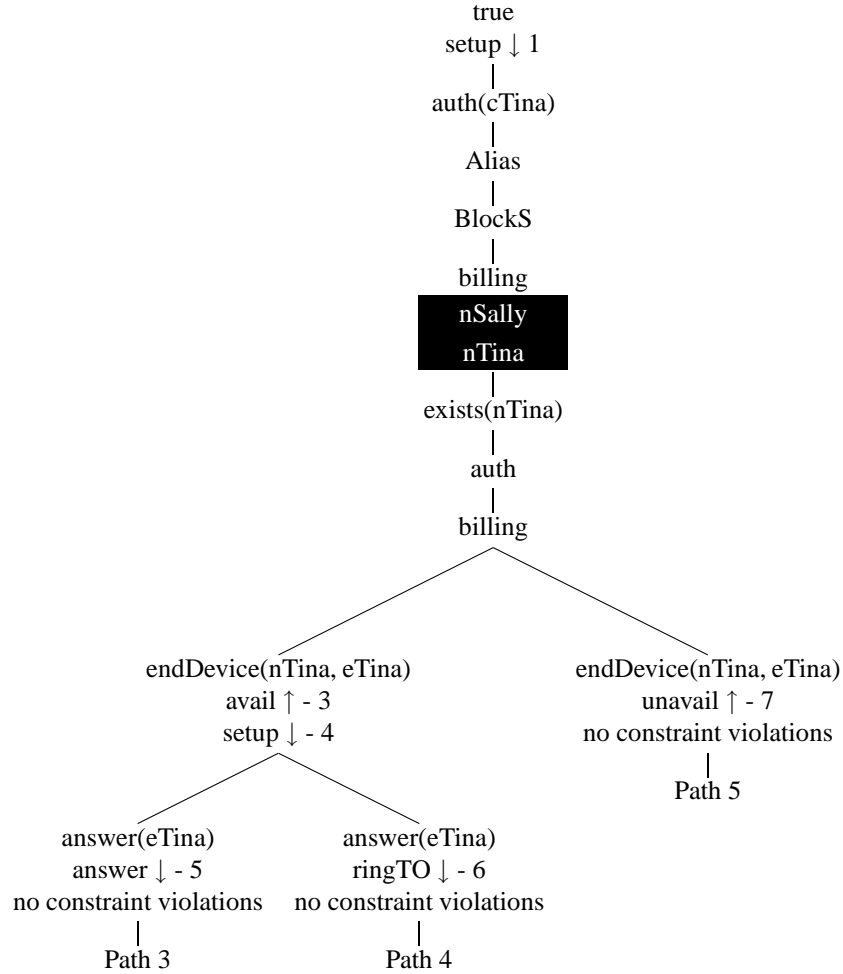 true
setup ↓ 1
auth(cTina)
Alias
BlockS
billing
nSally
nTina
exists(nTina)
auth
billing
endDevice(nTina, eTina)
avail ↑ - 3
setup ↓ - 4
endDevice(nTina, eTina)
unavail ↑ - 7
no constraint violations
Path 5
answer(eTina)
answer ↓ - 5
no constraint violations
Path 3
answer(eTina)
ringTO ↓ - 6
no constraint violations
Path 4